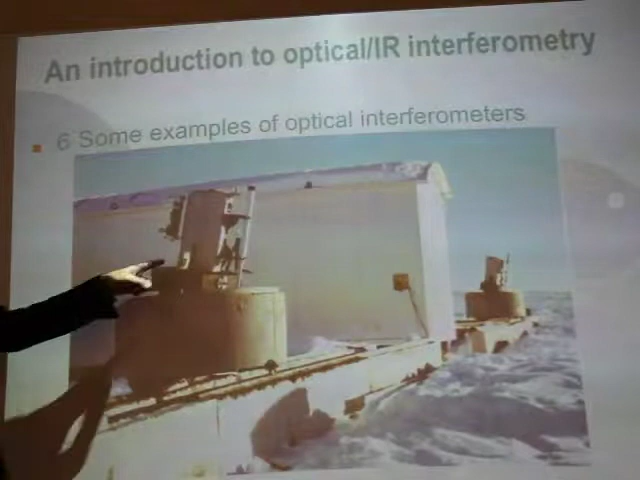 An introduction to optical/IR interferometry
6 Some examples of optical interferometers